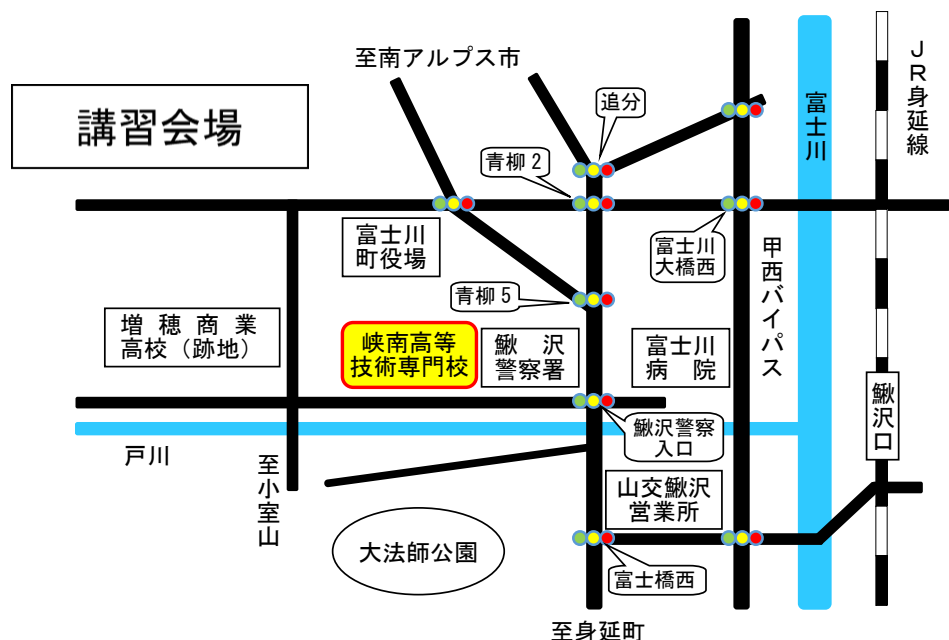 至南アルプス市
講習会場
追分
青柳2
富士川
JR身延線
富士川
町役場
富士川
大橋西
甲西バイパス
青柳5
増穂商業
高校（跡地）
峡南高等
技術専門校
鰍沢
警察署
富士川
病院
鰍沢口
鰍沢警察
入口
戸川
至小室山
山交鰍沢
営業所
大法師公園
富士橋西
至身延町